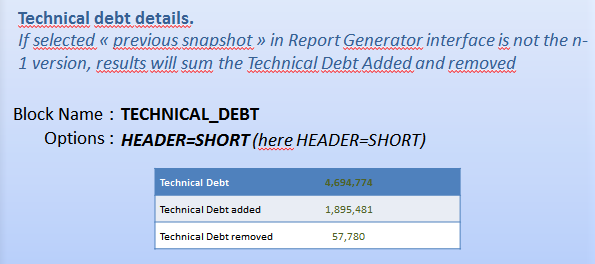 Technical debt details.
If selected « previous snapshot » in Report Generator interface is not the n-
1 version, results will sum the Technical Debt Added and removed
Block Name : TECHNICAL_DEBT
Options : HEADER=SHORT (here HEADER=SHORT)
Technical Debt 4,694,774
Technical Debt added 1,895,481
Technical Debt removed 57,780